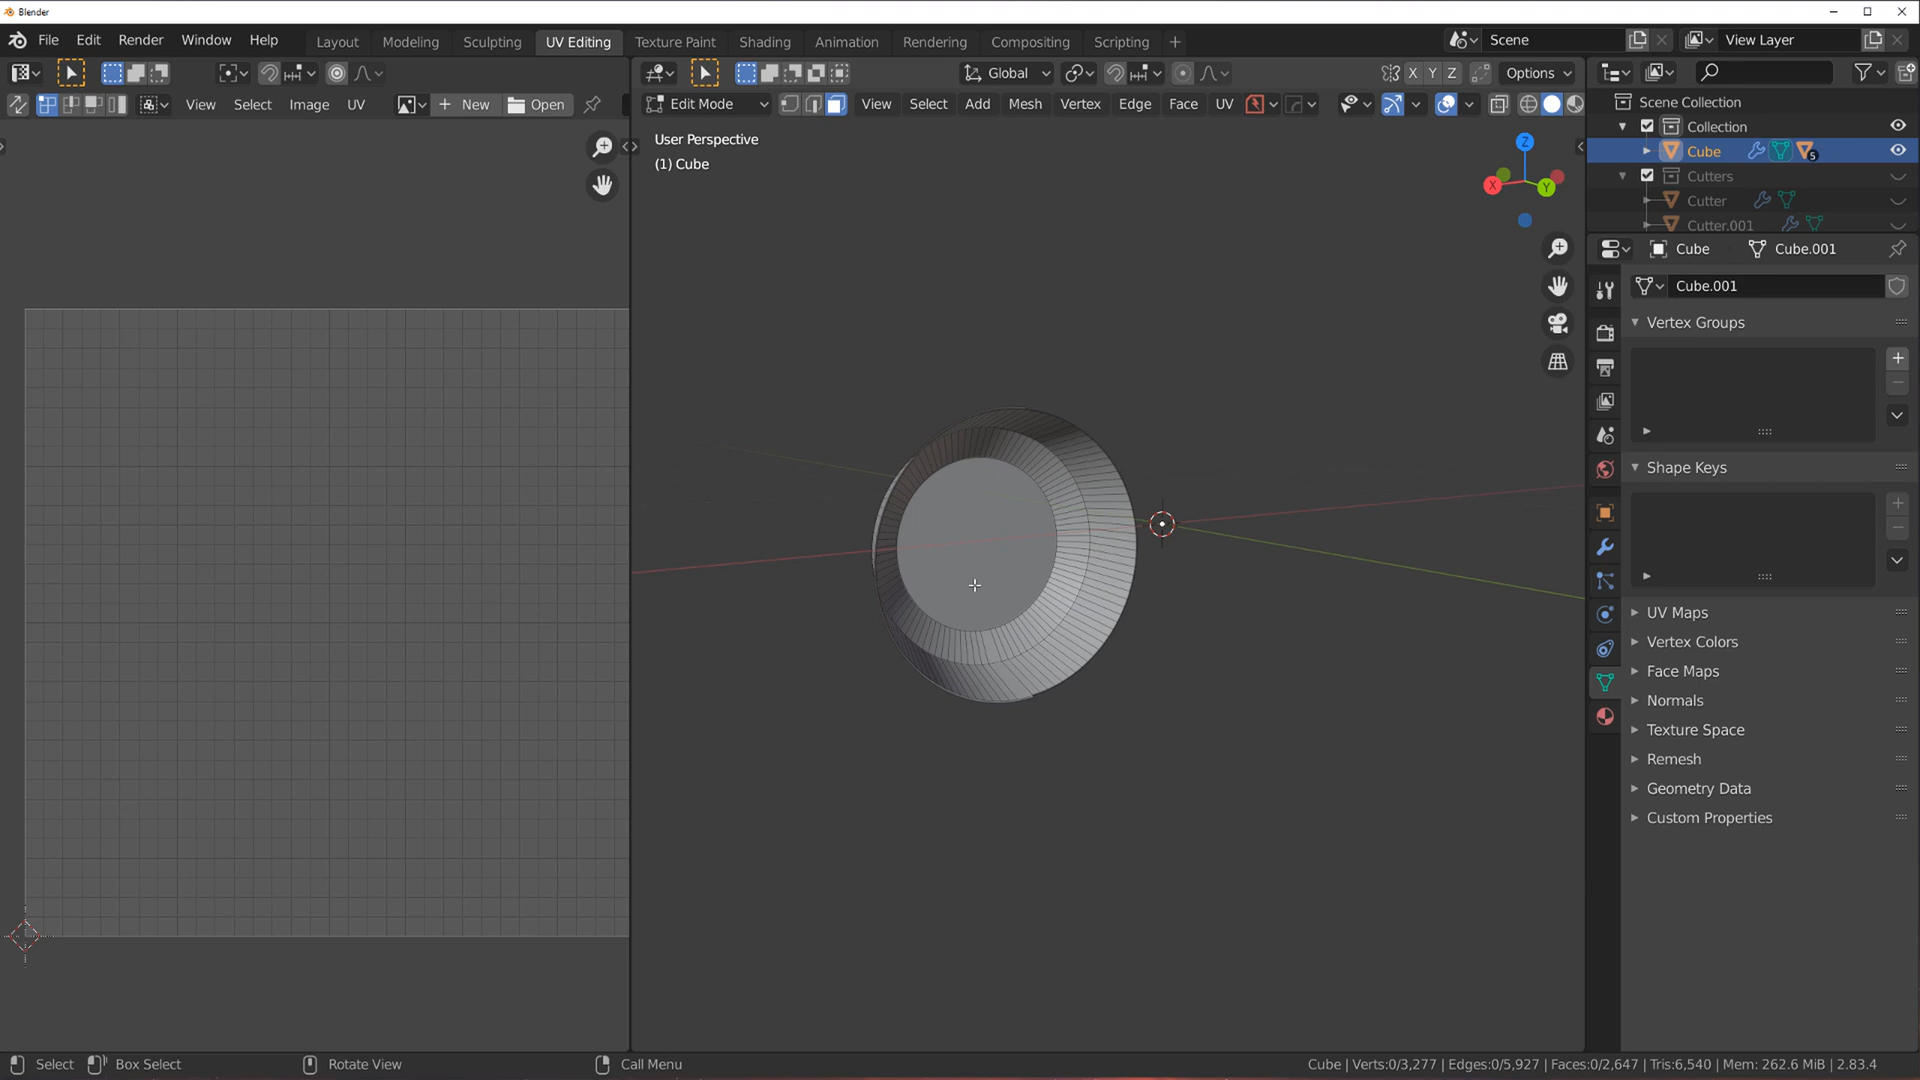 Blender
File Edit Render Window Help Layout Modeling Sculpting UV Editing Texture Paint Shading Animation Rendering Compositing Scripting + Scene View Layer
Global X Y Z Options
View Select Image UV New Open Edit Mode View Select Add Mesh Vertex Edge Face UV
Scene Collection
Collection
Cube 5
Cutters
Cutter
Cutter.001
User Perspective
(1) Cube
Z
X
Y
Cube Cube.001
Cube.001
Vertex Groups
Shape Keys
UV Maps
Vertex Colors
Face Maps
Normals
Texture Space
Remesh
Geometry Data
Custom Properties
Select Box Select Rotate View Call Menu Cube | Verts:0/3,277 | Edges:0/5,927 | Faces:0/2,647 | Tris:6,540 | Mem: 262.6 MiB | 2.83.4